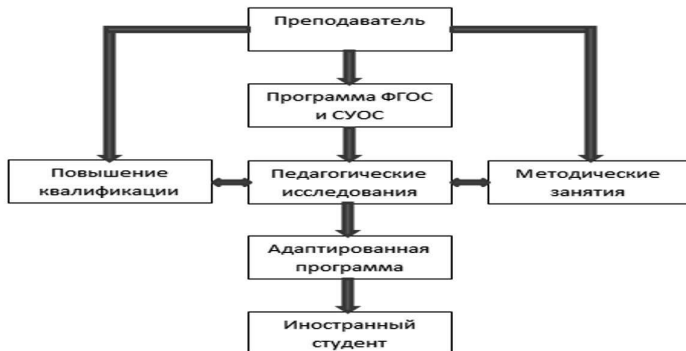 Преподаватель
Программа ФГОС
и СУОС
Повышение
квалификации
Педагогические
исследования
Методические
занятия
Адаптированная
программа
Иностранный
студент